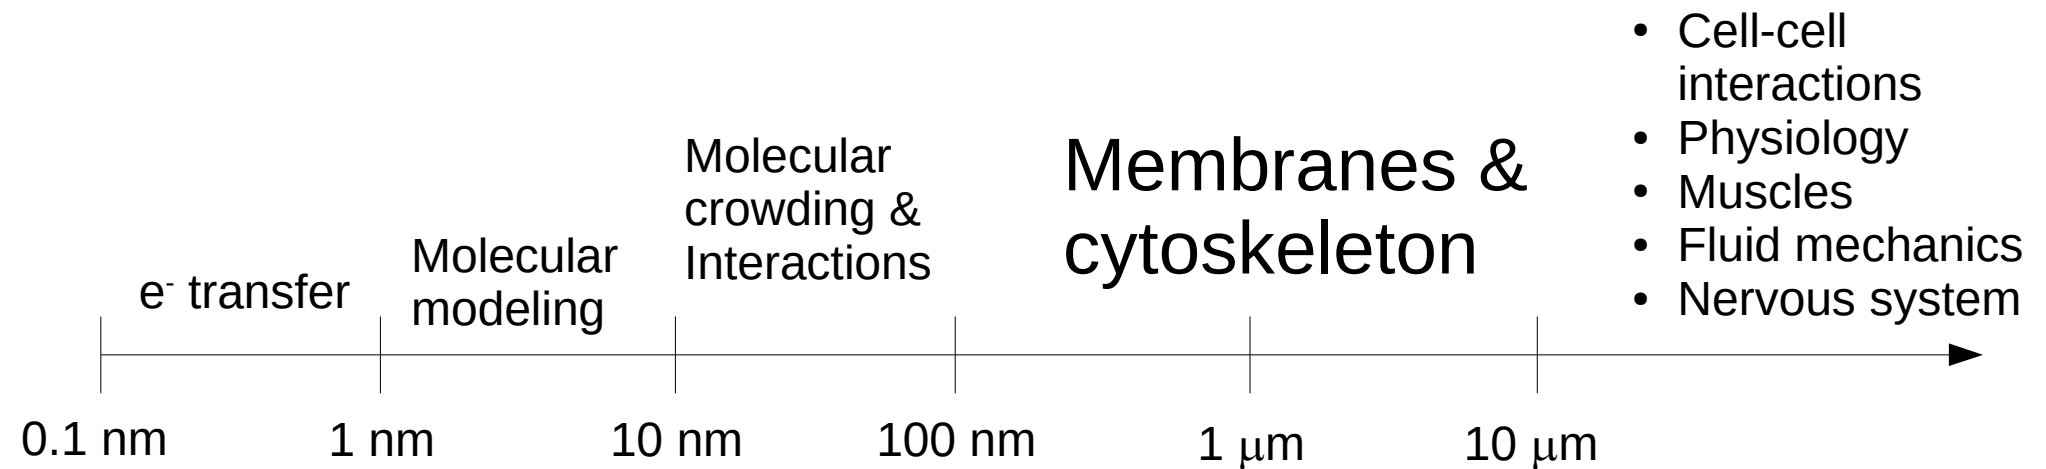 e- transfer
Molecular
modeling
Molecular
crowding &
Interactions
Membranes &
cytoskeleton
• Cell-cell
interactions
• Physiology
• Muscles
• Fluid mechanics
• Nervous system
0.1 nm
1 nm
10 nm
100 nm
1 μm
10 μm